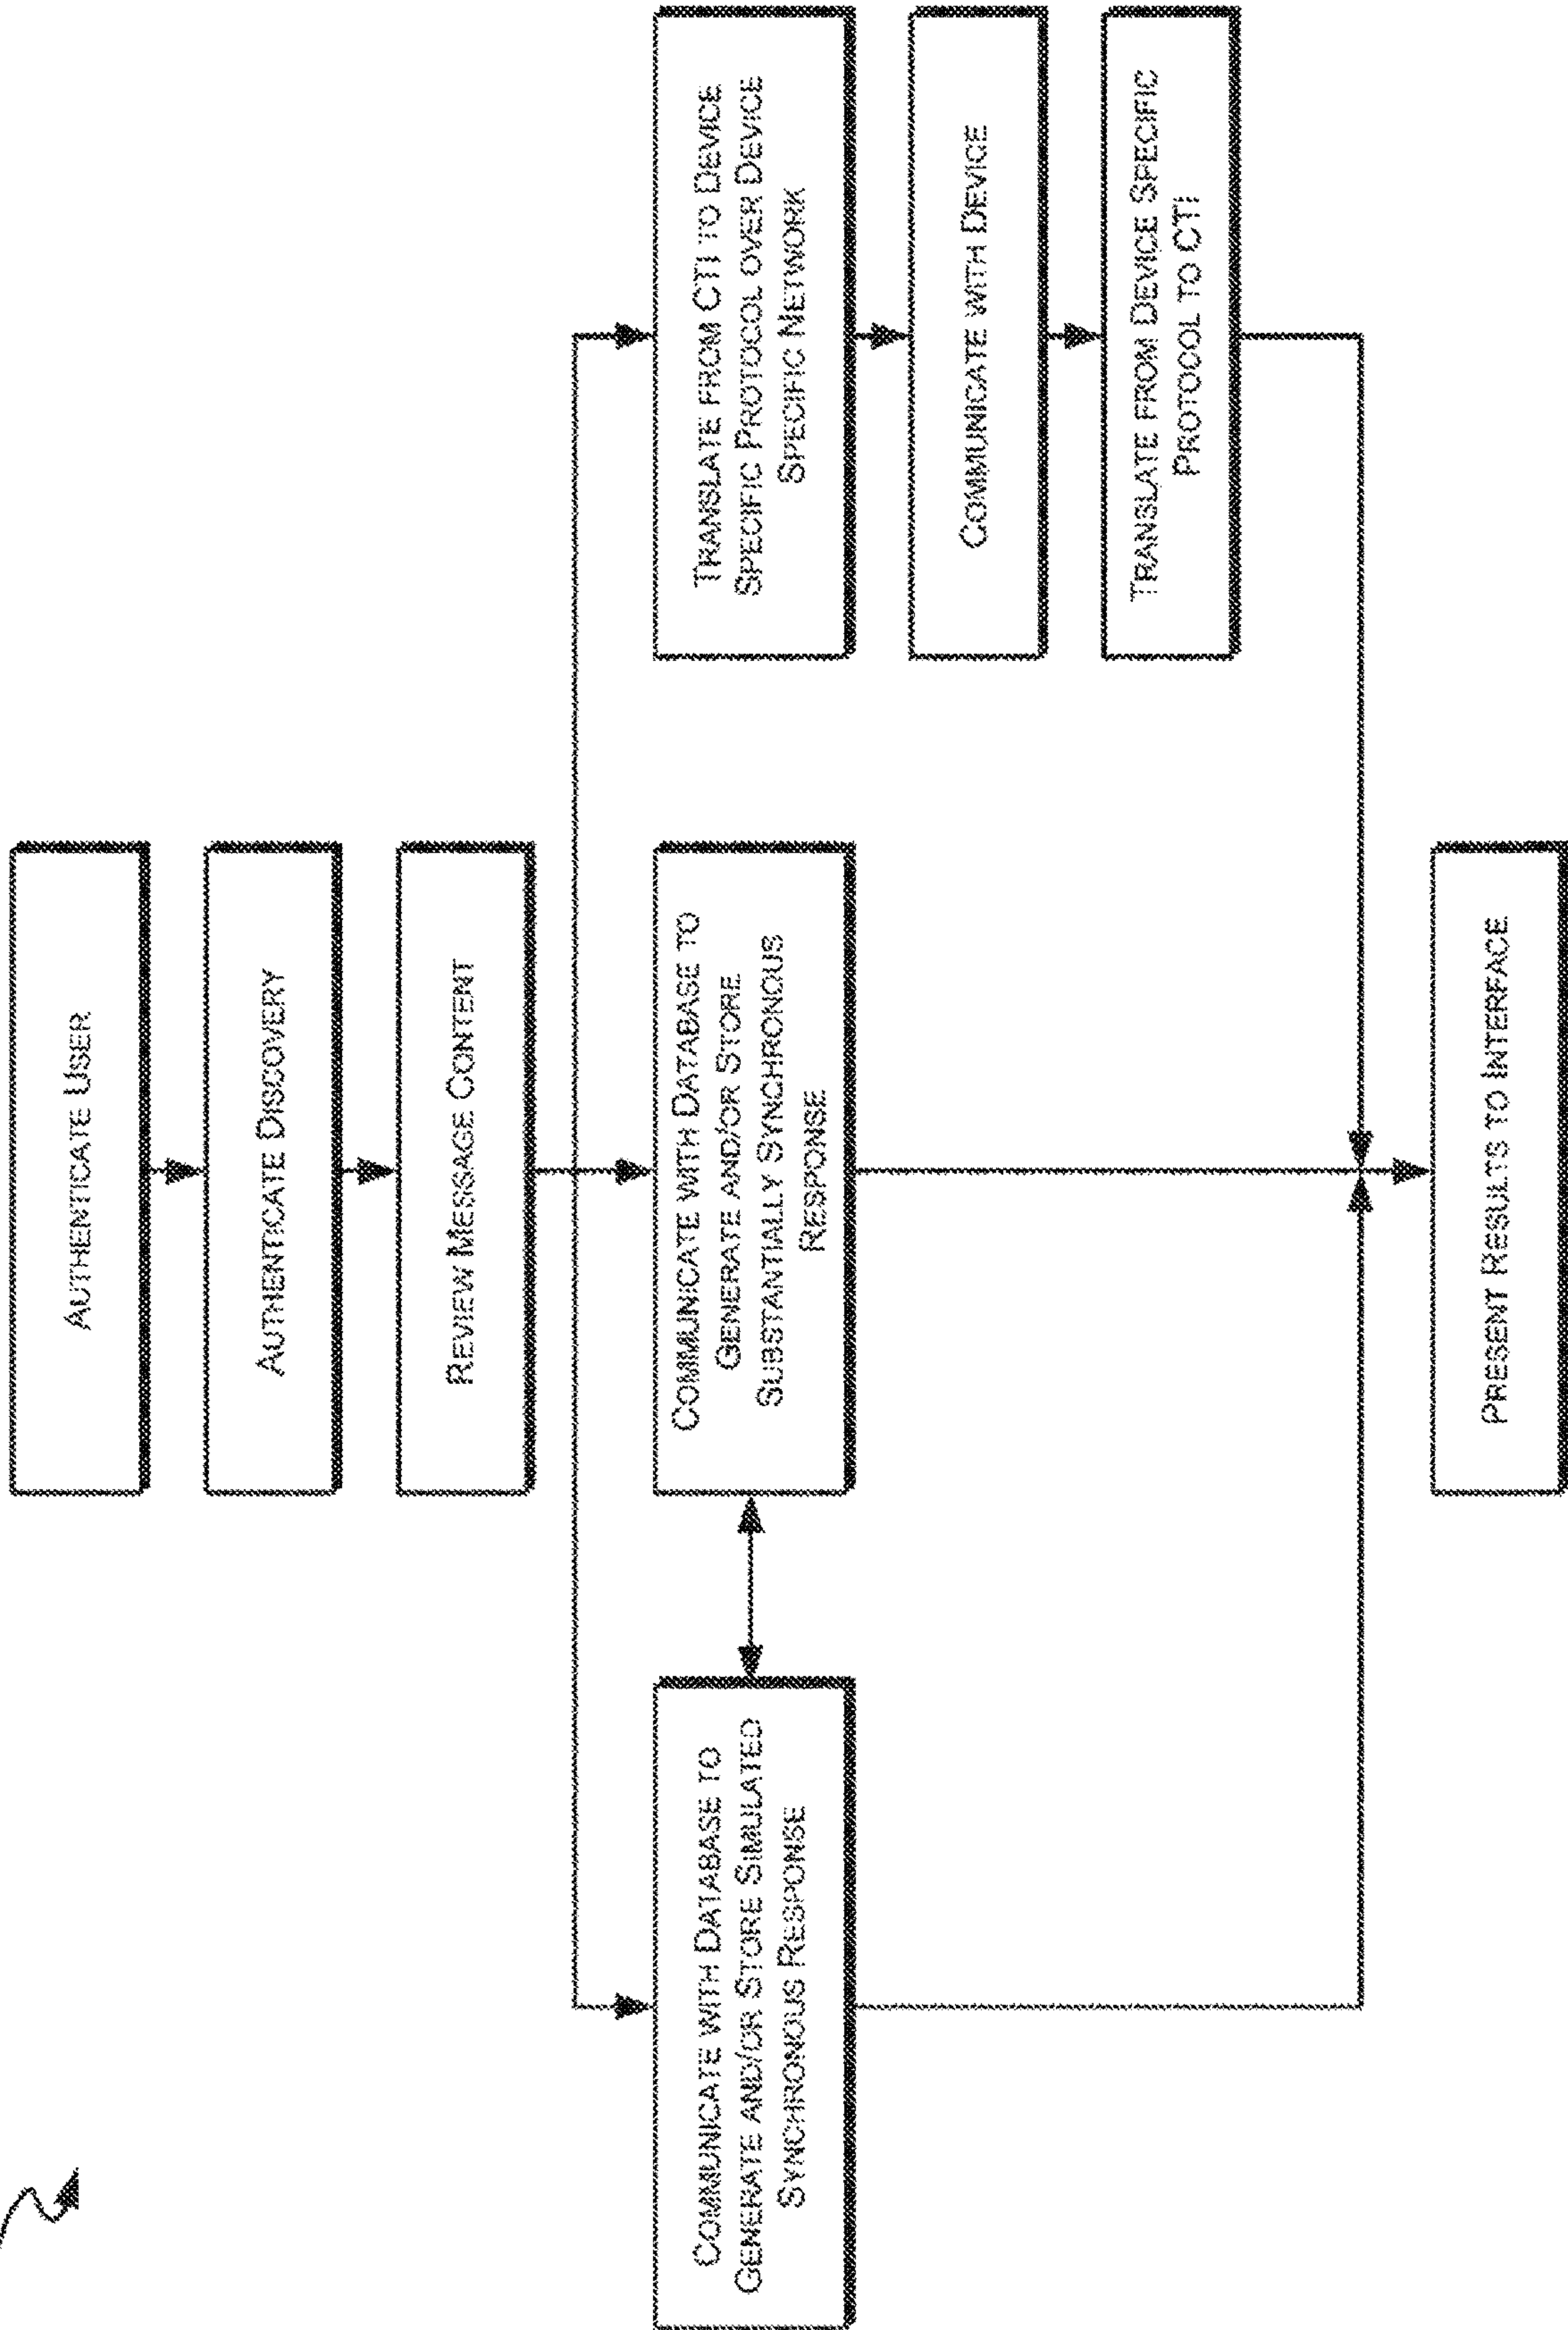 AUTHENTICATE USER
AUTHENTICATE DISCOVERY
REVIEW MESSAGE CONTENT
COMMUNICATE WITH DATABASE TO
GENERATE AND/OR STORE SIMULATED
SYNCHRONOUS RESPONSE
COMMUNICATE WITH DATABASE TO
GENERATE AND/OR STORE
SUBSTANTIALLY SYNCHRONOUS
RESPONSE
TRANSLATE FROM CTI TO DEVICE
SPECIFIC PROTOCOL OVER DEVICE
SPECIFIC NETWORK
COMMUNICATE WITH DEVICE
TRANSLATE FROM DEVICE SPECIFIC
PROTOCOL TO CTI
PRESENT RESULTS TO INTERFACE